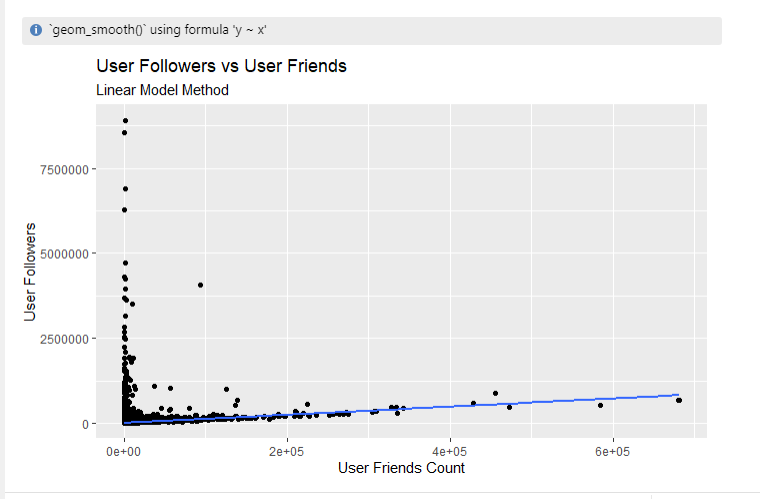 `geom_smooth()` using formula 'y ~ x'
User Followers vs User Friends
Linear Model Method
7500000
5000000
2500000
0
User Followers
0e+00 2e+05 4e+05 6e+05
User Friends Count